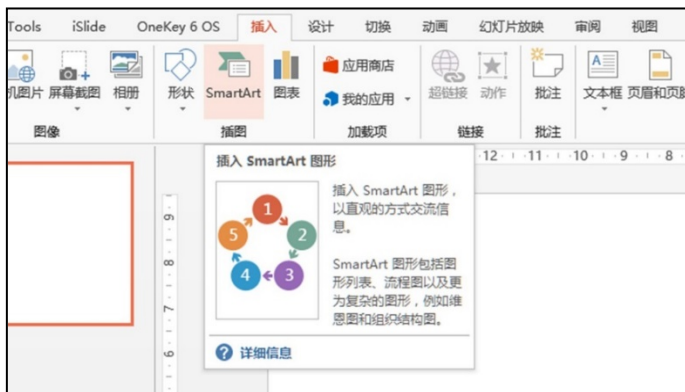 Tools iSlide OneKey 6 OS 插入 设计 切换 动画 幻灯片放映 审阅 视图
机图片 屏幕截图 相册 形状 SmartArt 图表 应用商店 我的应用 超链接 动作 批注 文本框 页眉和页脚
图像 插图 加载项 链接 批注
12 11 10 9 8
插入 SmartArt 图形
插入 SmartArt 图形，
以直观的方式交流信
息。
SmartArt 图形包括图
形列表、流程图以及更
为复杂的图形，例如维
恩图和组织结构图。
1
5 2
4 3
详细信息
9
8
7
6